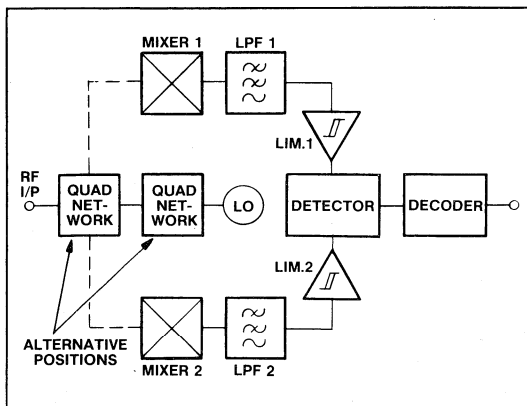 MIXER 1
LPF 1
LIM.1
RF
I/P
QUAD
NET-
WORK
QUAD
NET-
WORK
LO
DETECTOR
DECODER
LIM.2
ALTERNATIVE
POSITIONS
MIXER 2
LPF 2